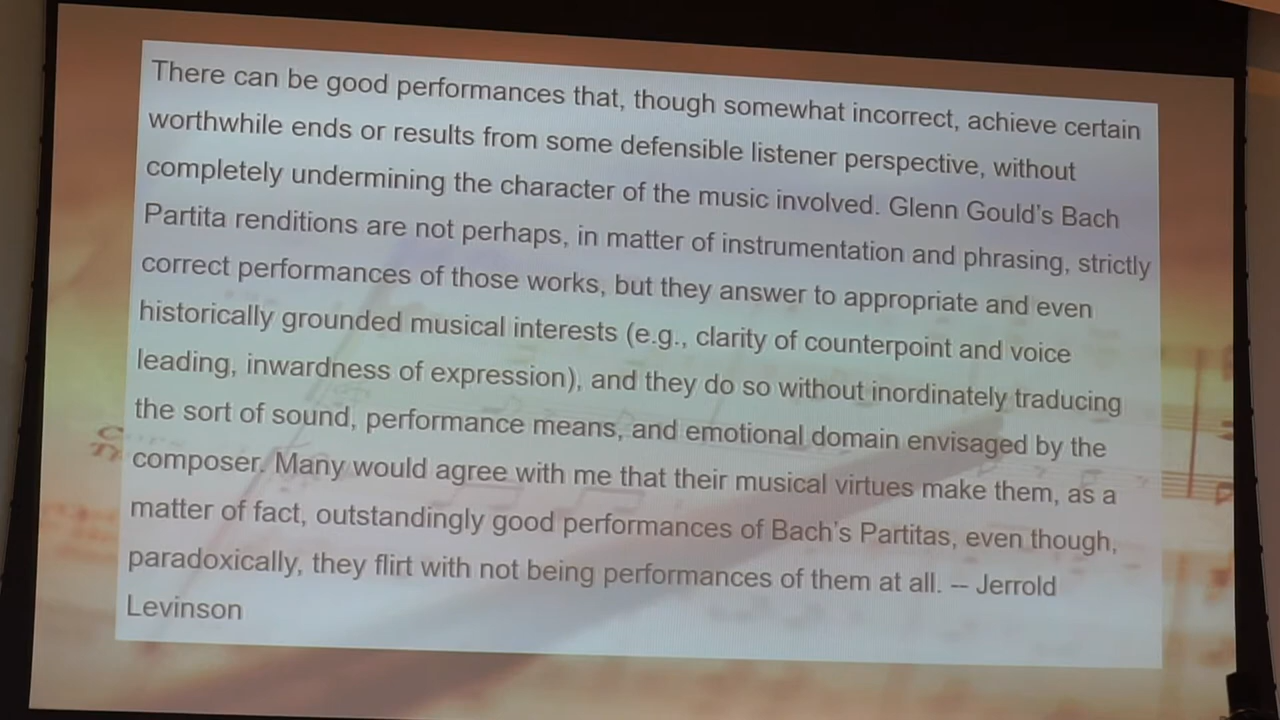 There can be good performances that, though somewhat incorrect, achieve certain
worthwhile ends or results from some defensible listener perspective, without
completely undermining the character of the music involved. Glenn Gould's Bach
Partita renditions are not perhaps, in matter of instrumentation and phrasing, strictly
correct performances of those works, but they answer to appropriate and even
historically grounded musical interests (e.g., clarity of counterpoint and voice
leading, inwardness of expression), and they do so without inordinately traducing
the sort of sound, performance means, and emotional domain envisaged by the
composer. Many would agree with me that their musical virtues make them, as a
matter of fact, outstandingly good performances of Bach's Partitas, even though,
paradoxically, they flirt with not being performances of them at all. -- Jerrold
Levinson